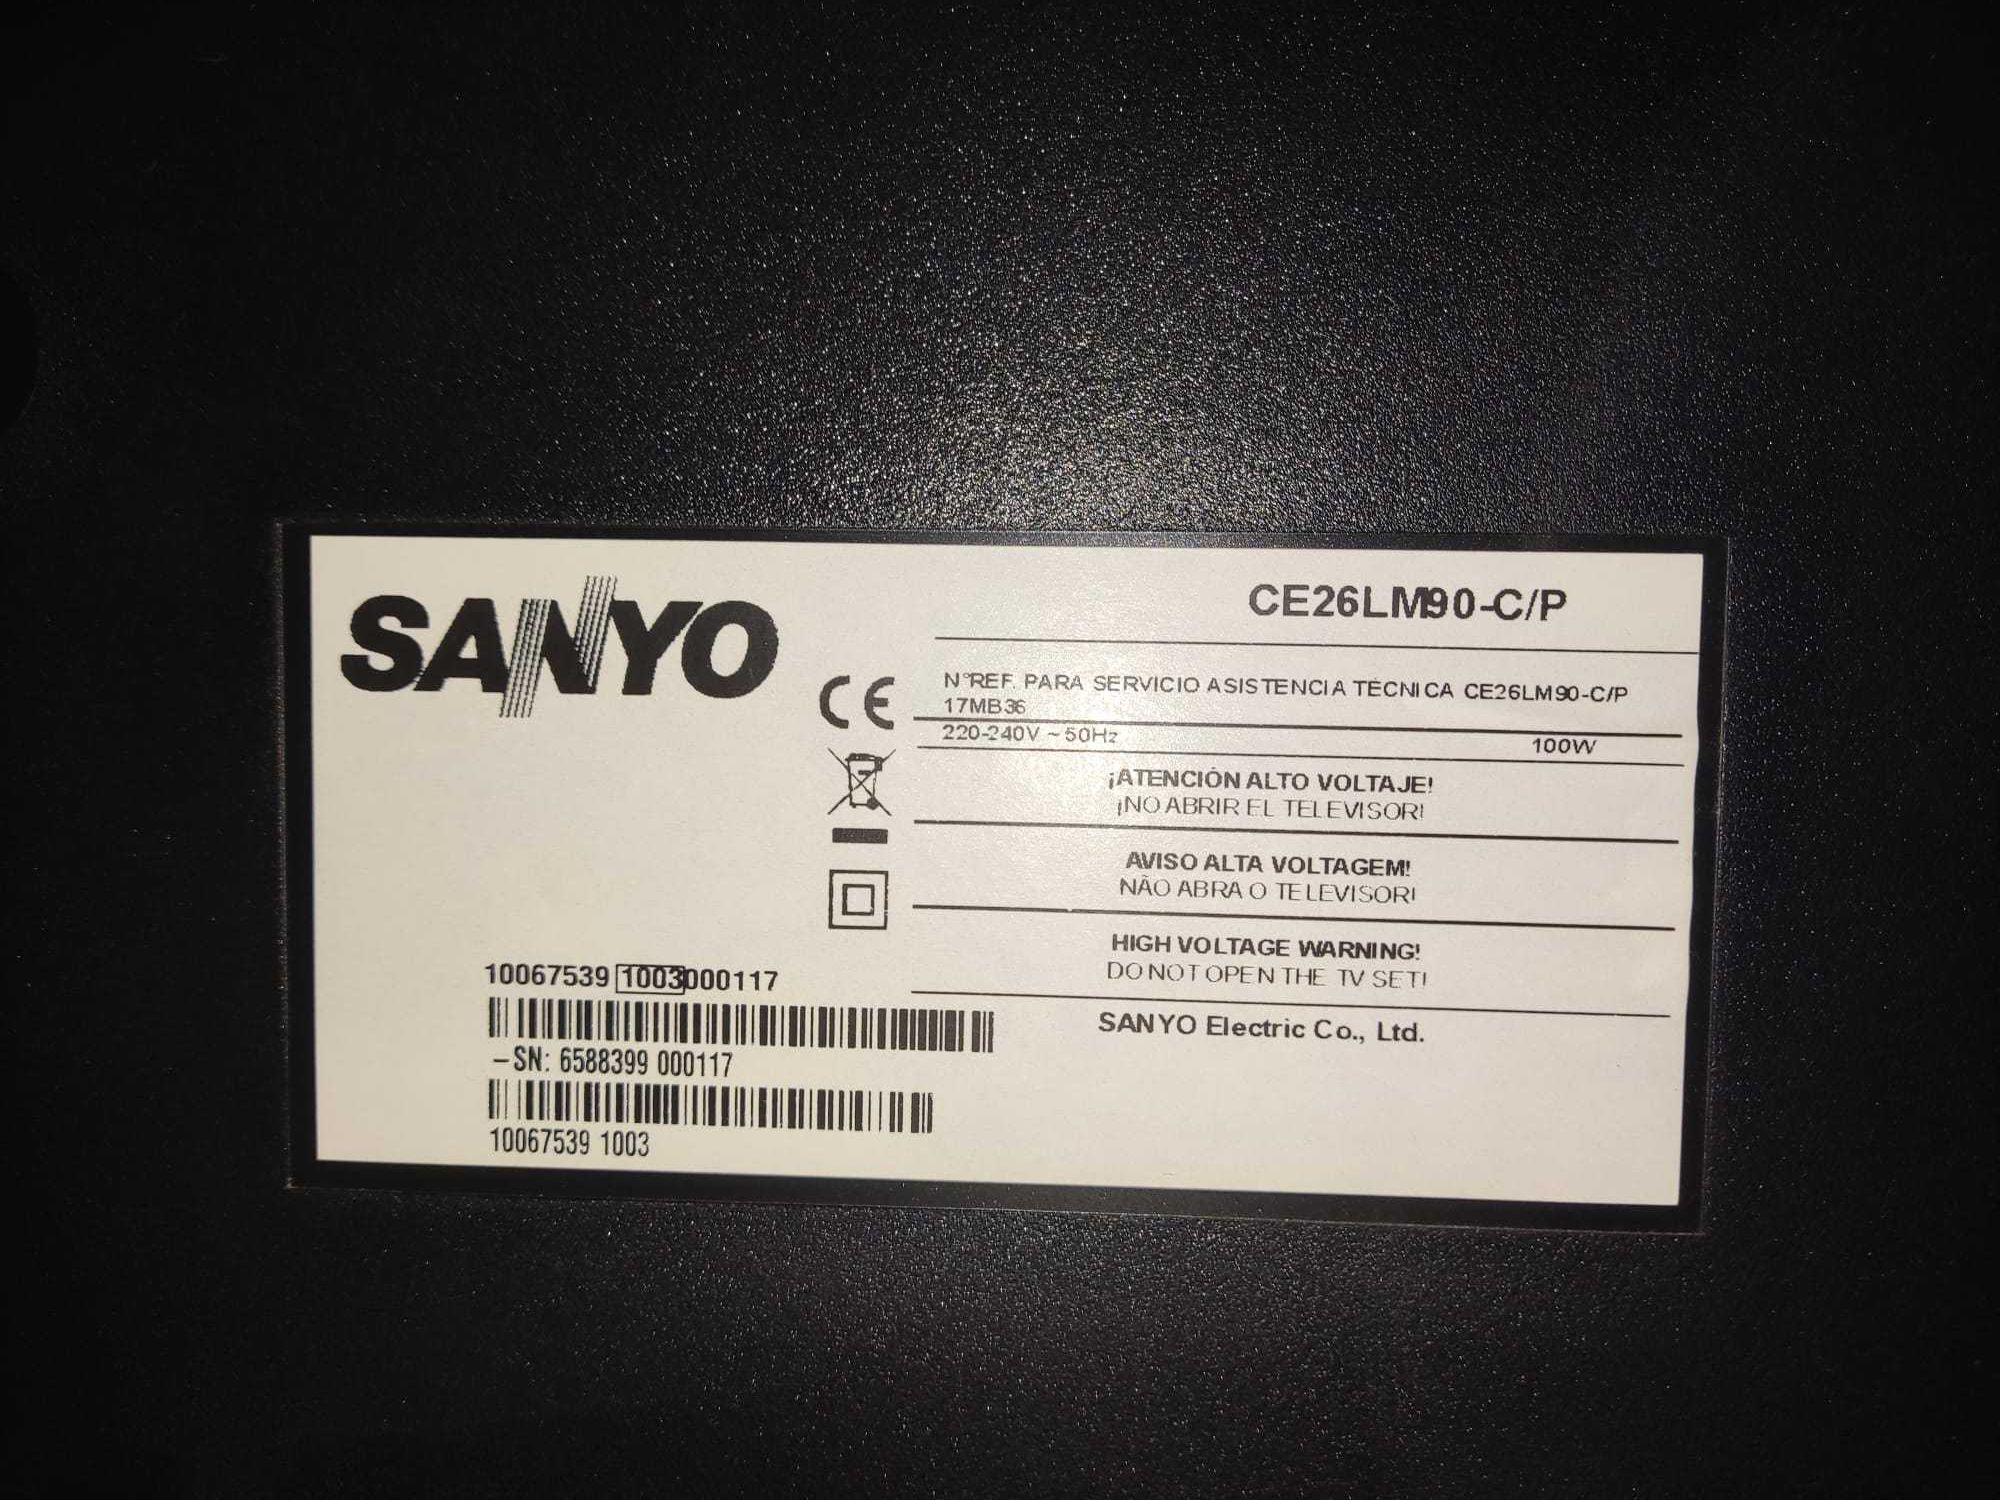 SANYO
CE26LM90-C/P
CE
N°REF. PARA SERVICIO ASISTENCIA TÉCNICA CE26LM90-C/P
17MB36
220-240V ~ 50Hz 100W
¡ATENCIÓN ALTO VOLTAJE!
¡NO ABRIR EL TELEVISOR!
AVISO ALTA VOLTAGEM!
NÃO ABRA O TELEVISOR!
HIGH VOLTAGE WARNING!
DO NOT OPEN THE TV SET!
SANYO Electric Co., Ltd.
10067539 1003000117
-SN: 6588399 000117
10067539 1003